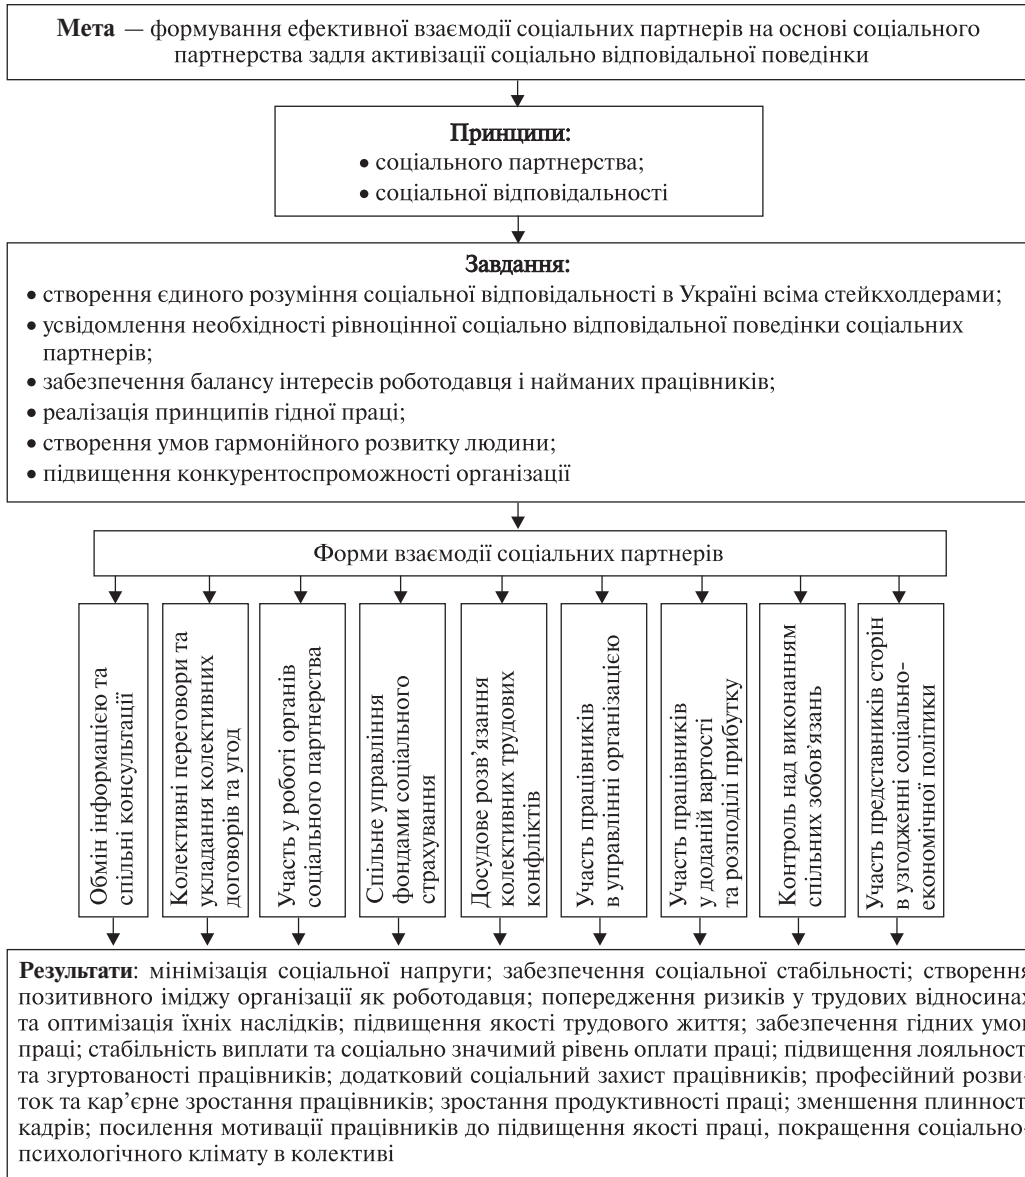 Мета — формування ефективної взаємодії соціальних партнерів на основі соціального
партнерства задля активізації соціально відповідальної поведінки
Принципи:
• соціального партнерства;
• соціальної відповідальності
Завдання:
• створення єдиного розуміння соціальної відповідальності в Україні всіма стейкхолдерами;
• усвідомлення необхідності рівноцінної соціально відповідальної поведінки соціальних
партнерів;
• забезпечення балансу інтересів роботодавця і найманих працівників;
• реалізація принципів гідної праці;
• створення умов гармонійного розвитку людини;
• підвищення конкурентоспроможності організації
Форми взаємодії соціальних партнерів
Обмін інформацією та
спільні консультації
Колективні переговори та
укладання колективних
договорів та угод
Участь у роботі органів
соціального партнерства
Спільне управління
фондами соціального
страхування
Досудове розв’язання
колективних трудових
конфліктів
Участь працівників
в управлінні організацією
Участь працівників
у доданій вартості
та розподілі прибутку
Контроль над виконанням
спільних зобов’язань
Участь представників сторін
в узгодженні соціально-
економічної політики
Результати: мінімізація соціальної напруги; забезпечення соціальної стабільності; створення
позитивного іміджу організації як роботодавця; попередження ризиків у трудових відносинах
та оптимізація їхніх наслідків; підвищення якості трудового життя; забезпечення гідних умов
праці; стабільність виплати та соціально значимий рівень оплати праці; підвищення лояльност
та згуртованості працівників; додатковий соціальний захист працівників; професійний розви-
ток та кар’єрне зростання працівників; зростання продуктивності праці; зменшення плинност
кадрів; посилення мотивації працівників до підвищення якості праці, покращення соціально-
психологічного клімату в колективі